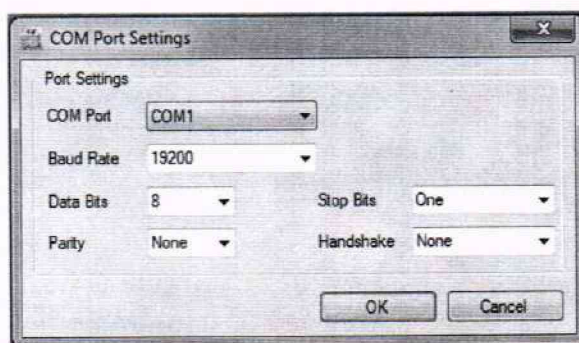 COM Port Settings
Port Settings
COM Port COM1
Baud Rate 19200
Data Bits 8 Stop Bits One
Parity None Handshake None
OK Cancel